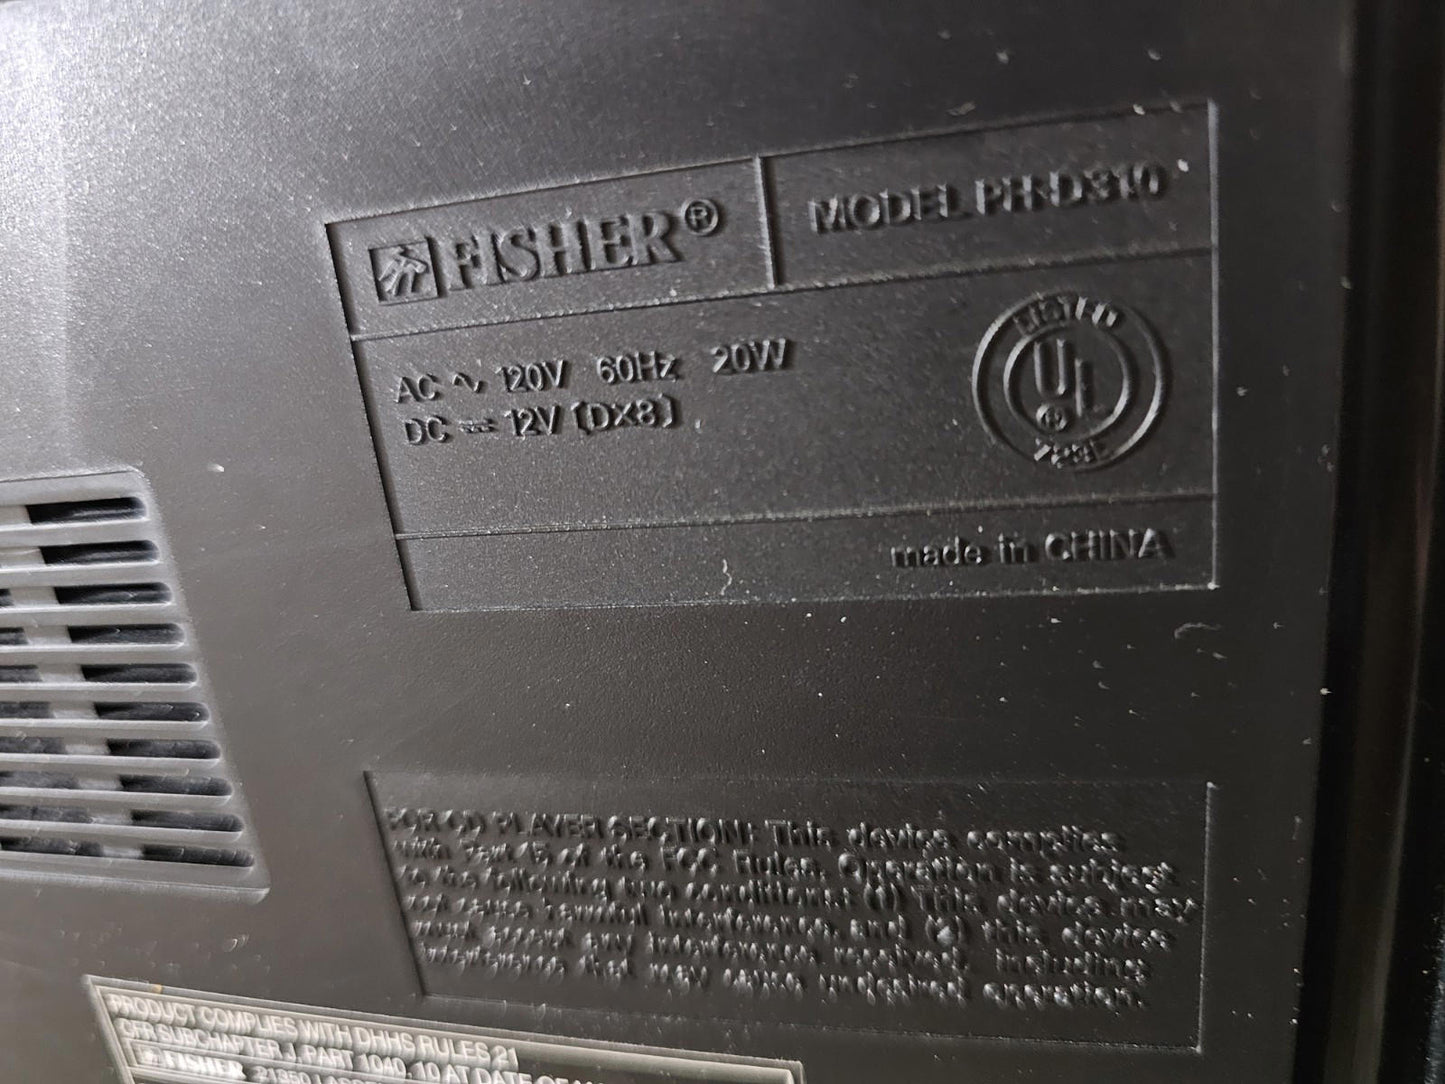 FISHER®
MODEL PH-D310
AC ∿ 120V 60Hz 20W
DC ⎓ 12V (D×8)
LISTED
UL
®
made in CHINA
FOR CD PLAYER SECTION: This device complies
with Part 15 of the FCC Rules. Operation is subject
to the following two conditions: (1) This device may
not cause harmful interference, and (2) this device
must accept any interference received, including
interference that may cause undesired operation.
PRODUCT COMPLIES WITH DHHS RULES 21
CFR SUBCHAPTER J, PART 1040. 10 AT DATE OF
FISHER 21350